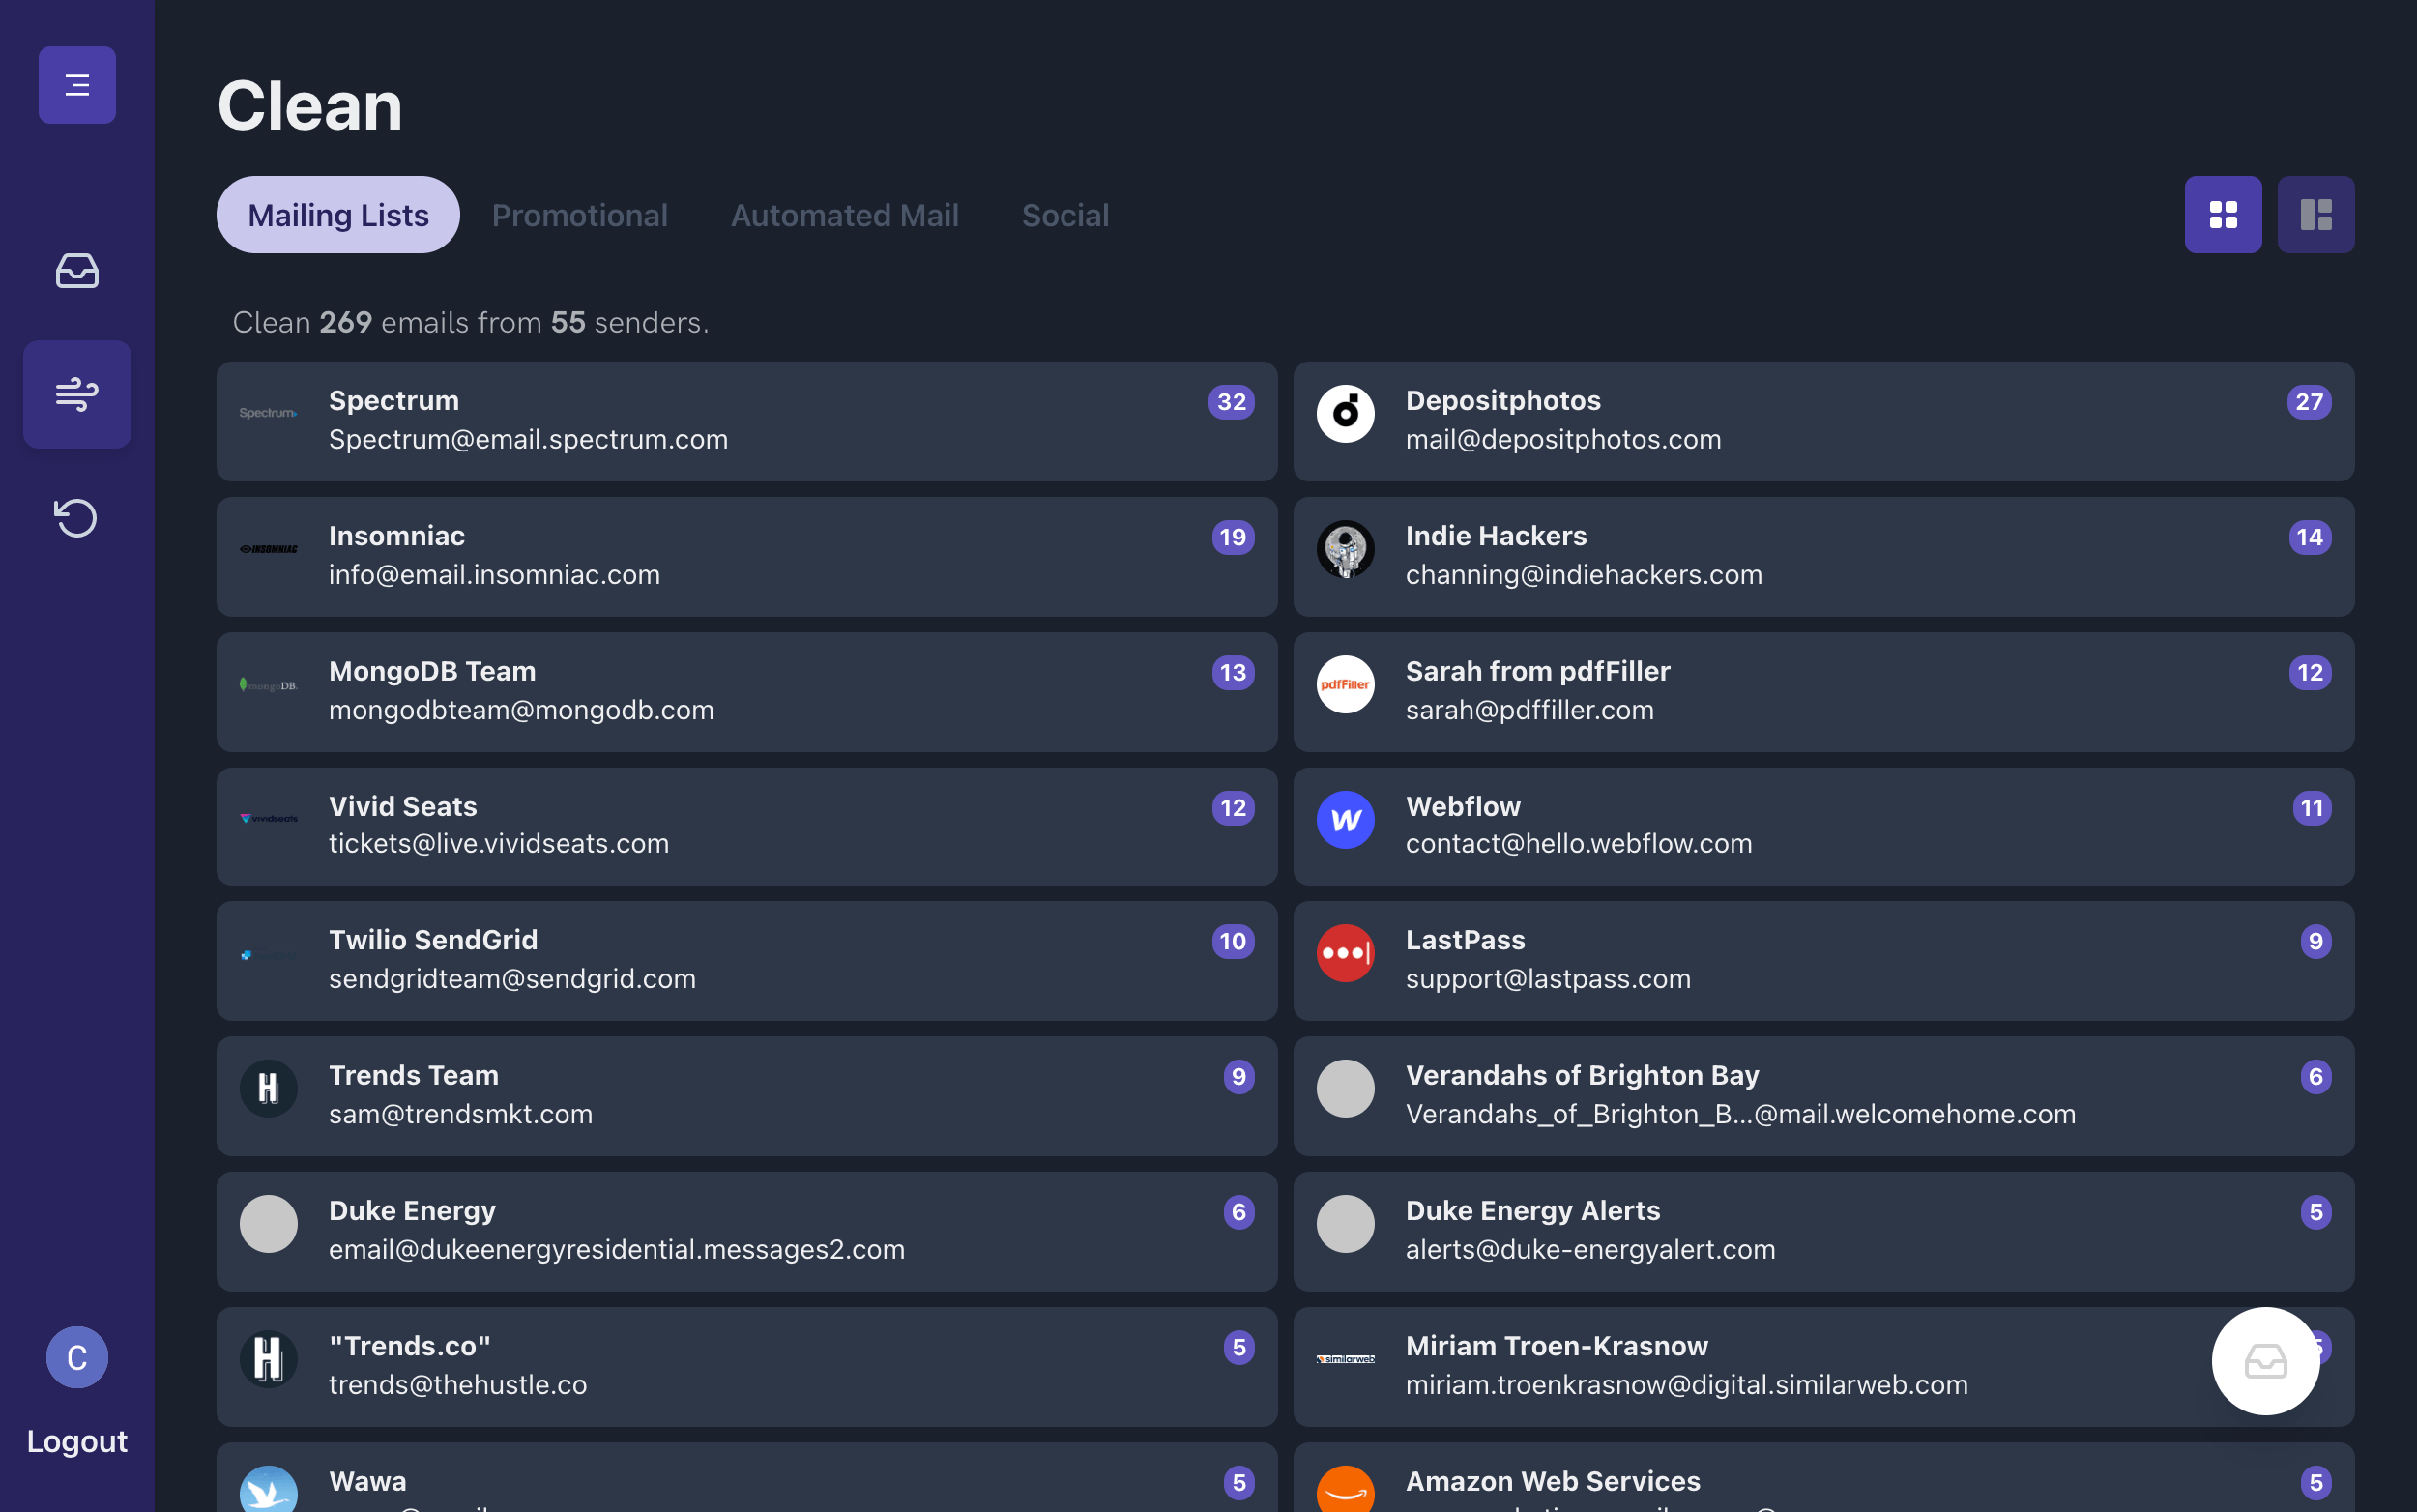 Clean
Mailing Lists Promotional Automated Mail Social
Clean 269 emails from 55 senders.
Spectrum
Spectrum
32
Spectrum@email.spectrum.com
Depositphotos
27
mail@depositphotos.com
INSOMNIAC
Insomniac
19
info@email.insomniac.com
Indie Hackers
14
channing@indiehackers.com
mongoDB.
MongoDB Team
13
mongodbteam@mongodb.com
pdfFiller
Sarah from pdfFiller
12
sarah@pdffiller.com
vividseats
Vivid Seats
12
tickets@live.vividseats.com
W
Webflow
11
contact@hello.webflow.com
Twilio SendGrid
10
sendgridteam@sendgrid.com
LastPass
9
support@lastpass.com
H
Trends Team
9
sam@trendsmkt.com
Verandahs of Brighton Bay
6
Verandahs_of_Brighton_B...@mail.welcomehome.com
Duke Energy
6
email@dukeenergyresidential.messages2.com
Duke Energy Alerts
5
alerts@duke-energyalert.com
H
"Trends.co"
5
trends@thehustle.co
similarweb
Miriam Troen-Krasnow
miriam.troenkrasnow@digital.similarweb.com
Wawa
5
Amazon Web Services
5
C
Logout